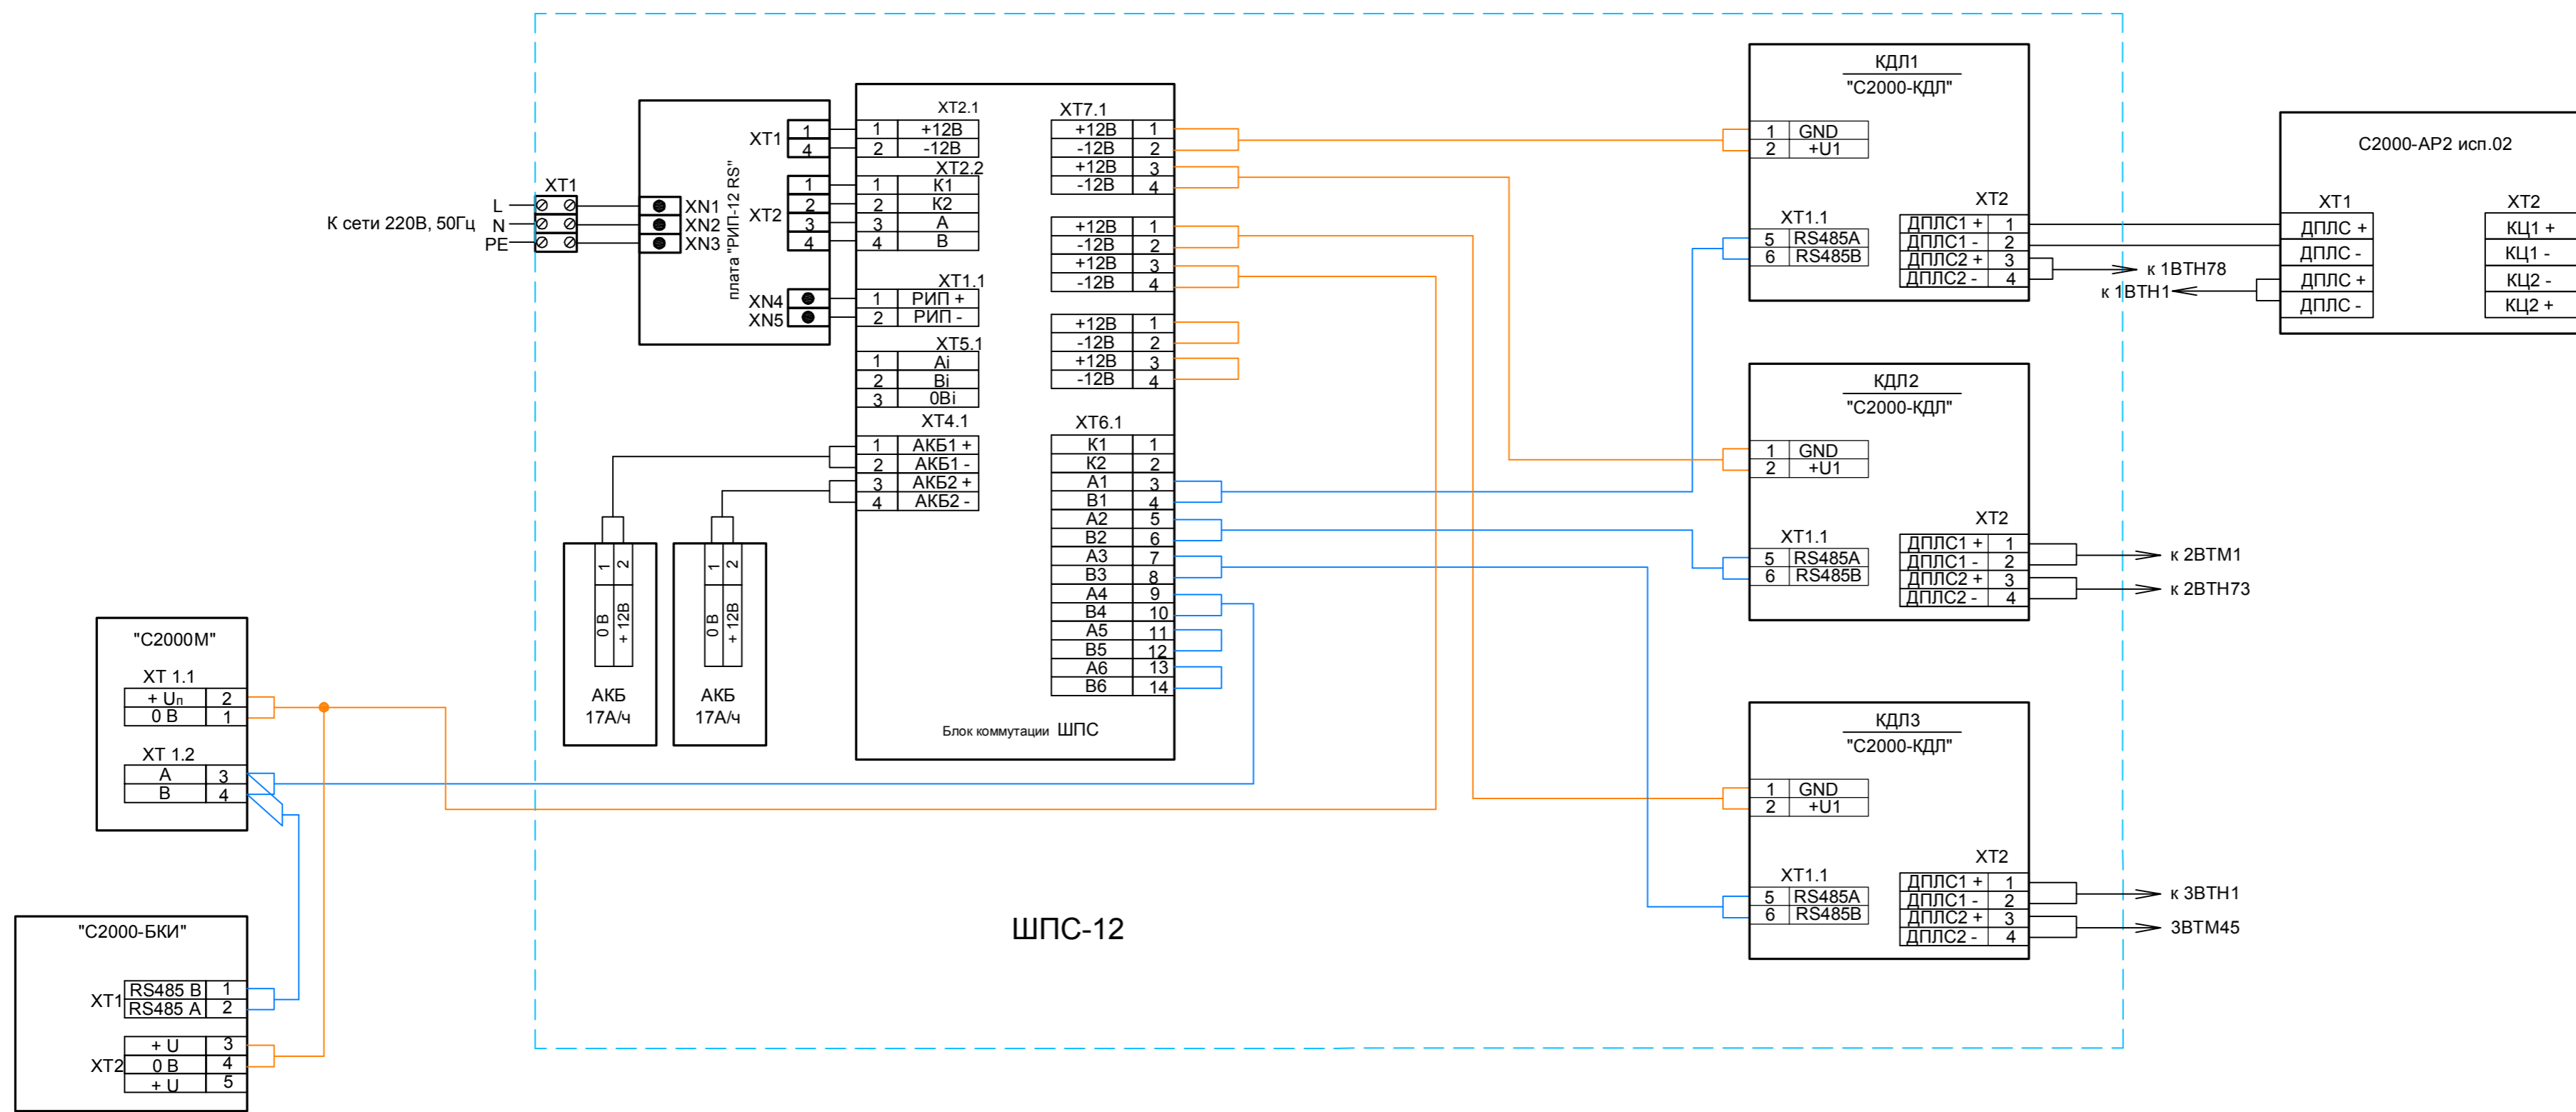 К сети 220В, 50Гц
L
N
PE
XT1
плата "РИП-12 RS"
XN1
XN2
XN3
XT1
1
4
XT2
1
2
3
4
XN4
XN5
XT2.1
1 +12В
2 -12В
XT2.2
1 К1
2 К2
3 А
4 В
XT1.1
1 РИП +
2 РИП -
XT5.1
1 Ai
2 Bi
3 0Bi
XT4.1
1 АКБ1 +
2 АКБ1 -
3 АКБ2 +
4 АКБ2 -
XT7.1
+12В 1
-12В 2
+12В 3
-12В 4
+12В 1
-12В 2
+12В 3
-12В 4
+12В 1
-12В 2
+12В 3
-12В 4
XT6.1
К1 1
К2 2
А1 3
В1 4
А2 5
В2 6
А3 7
В3 8
А4 9
В4 10
А5 11
В5 12
А6 13
В6 14
Блок коммутации ШПС
1 2
0 В
+ 12В
АКБ
17А/ч
1 2
0 В
+ 12В
АКБ
17А/ч
"С2000М"
XT 1.1
+ Uп 2
0 В 1
XT 1.2
А 3
В 4
"С2000-БКИ"
XT1
RS485 B 1
RS485 A 2
XT2
+ U 3
0 В 4
+ U 5
ШПС-12
КДЛ1
"С2000-КДЛ"
1 GND
2 +U1
XT1.1
5 RS485A
6 RS485B
XT2
ДПЛС1 + 1
ДПЛС1 - 2
ДПЛС2 + 3
ДПЛС2 - 4
к 1ВТН78
к 1ВТН1
С2000-АР2 исп.02
XT1
ДПЛС +
ДПЛС -
ДПЛС +
ДПЛС -
XT2
КЦ1 +
КЦ1 -
КЦ2 -
КЦ2 +
КДЛ2
"С2000-КДЛ"
1 GND
2 +U1
XT1.1
5 RS485A
6 RS485B
XT2
ДПЛС1 + 1
ДПЛС1 - 2
ДПЛС2 + 3
ДПЛС2 - 4
к 2ВТМ1
к 2ВТН73
КДЛ3
"С2000-КДЛ"
1 GND
2 +U1
XT1.1
5 RS485A
6 RS485B
XT2
ДПЛС1 + 1
ДПЛС1 - 2
ДПЛС2 + 3
ДПЛС2 - 4
к 3ВТН1
3ВТМ45